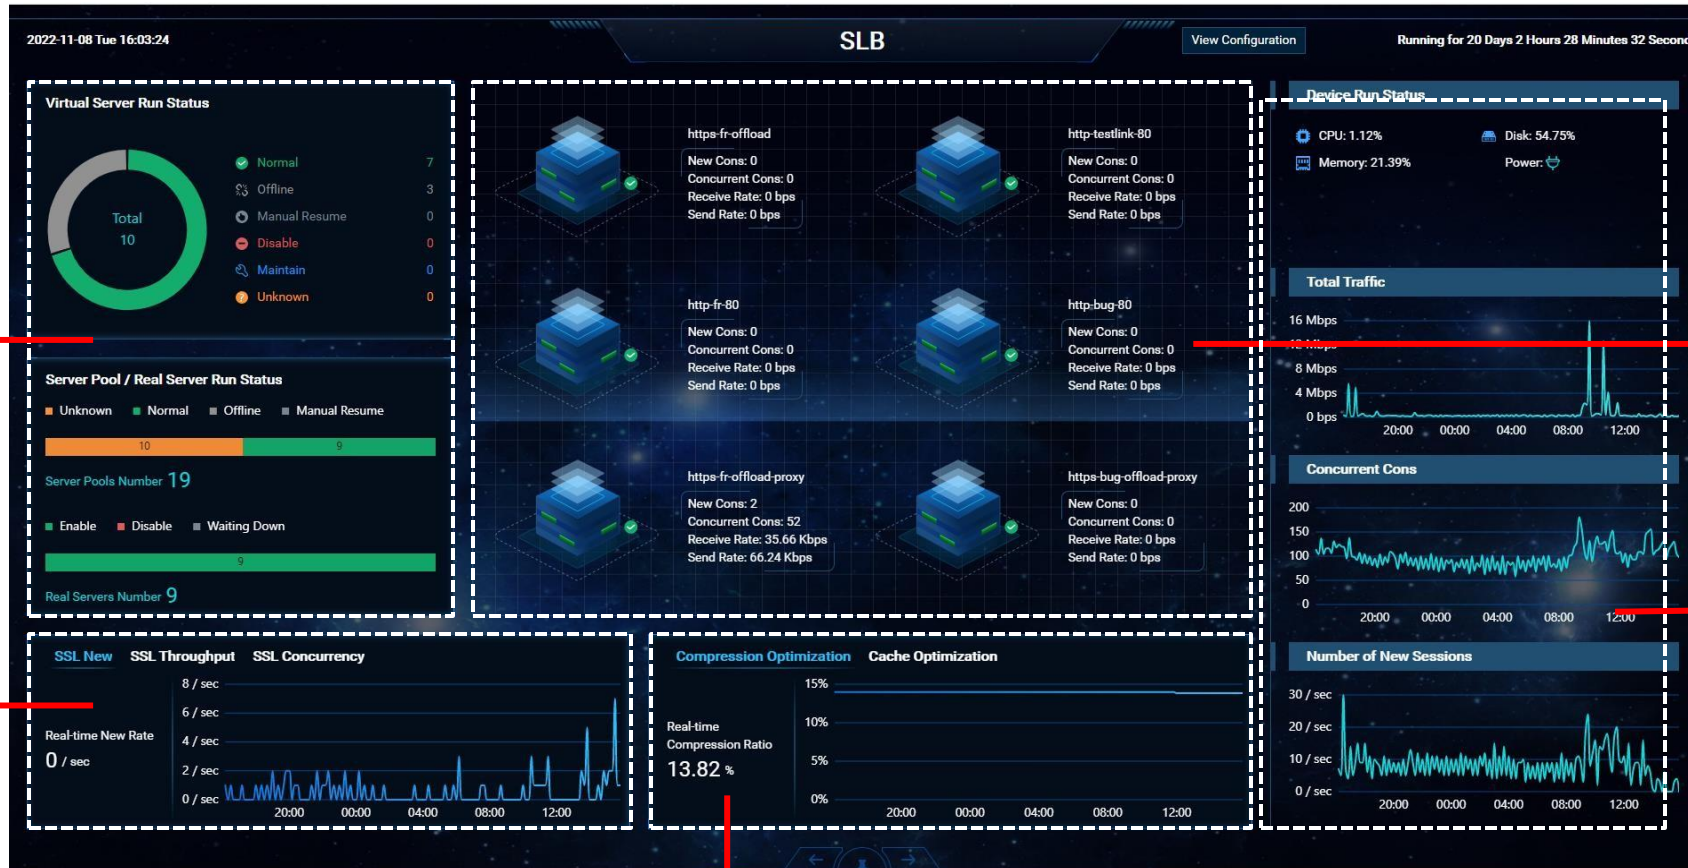 2022-11-08 Tue 16:03:24
SLB
View Configuration
Running for 20 Days 2 Hours 28 Minutes 32 Second
Virtual Server Run Status
Total
10
Normal 7
Offline 3
Manual Resume 0
Disable 0
Maintain 0
Unknown 0
Server Pool / Real Server Run Status
Unknown Normal Offline Manual Resume
10 9
Server Pools Number 19
Enable Disable Waiting Down
9
Real Servers Number 9
https-fr-offload
New Cons: 0
Concurrent Cons: 0
Receive Rate: 0 bps
Send Rate: 0 bps
http-testlink-80
New Cons: 0
Concurrent Cons: 0
Receive Rate: 0 bps
Send Rate: 0 bps
http-fr-80
New Cons: 0
Concurrent Cons: 0
Receive Rate: 0 bps
Send Rate: 0 bps
http-bug-80
New Cons: 0
Concurrent Cons: 0
Receive Rate: 0 bps
Send Rate: 0 bps
https-fr-offload-proxy
New Cons: 2
Concurrent Cons: 52
Receive Rate: 35.66 Kbps
Send Rate: 66.24 Kbps
https-bug-offload-proxy
New Cons: 0
Concurrent Cons: 0
Receive Rate: 0 bps
Send Rate: 0 bps
Device Run Status
CPU: 1.12% Disk: 54.75%
Memory: 21.39% Power:
Total Traffic
16 Mbps
12 Mbps
8 Mbps
4 Mbps
0 bps
20:00 00:00 04:00 08:00 12:00
Concurrent Cons
200
150
100
50
0
20:00 00:00 04:00 08:00 12:00
Number of New Sessions
30 / sec
20 / sec
10 / sec
0 / sec
20:00 00:00 04:00 08:00 12:00
SSL New SSL Throughput SSL Concurrency
Real-time New Rate
0 / sec
8 / sec
6 / sec
4 / sec
2 / sec
0 / sec
20:00 00:00 04:00 08:00 12:00
Compression Optimization Cache Optimization
Real-time
Compression Ratio
13.82 %
15%
10%
5%
0%
20:00 00:00 04:00 08:00 12:00